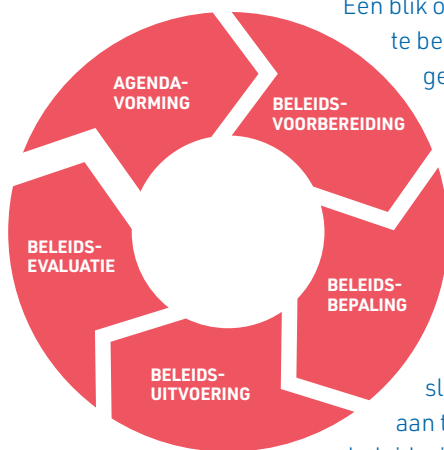 Een blik o
te be
ge
AGENDA-
VORMING
BELEIDS-
VOORBEREIDING
BELEIDS-
BEPALING
BELEIDS-
UITVOERING
BELEIDS-
EVALUATIE
sl
aan t